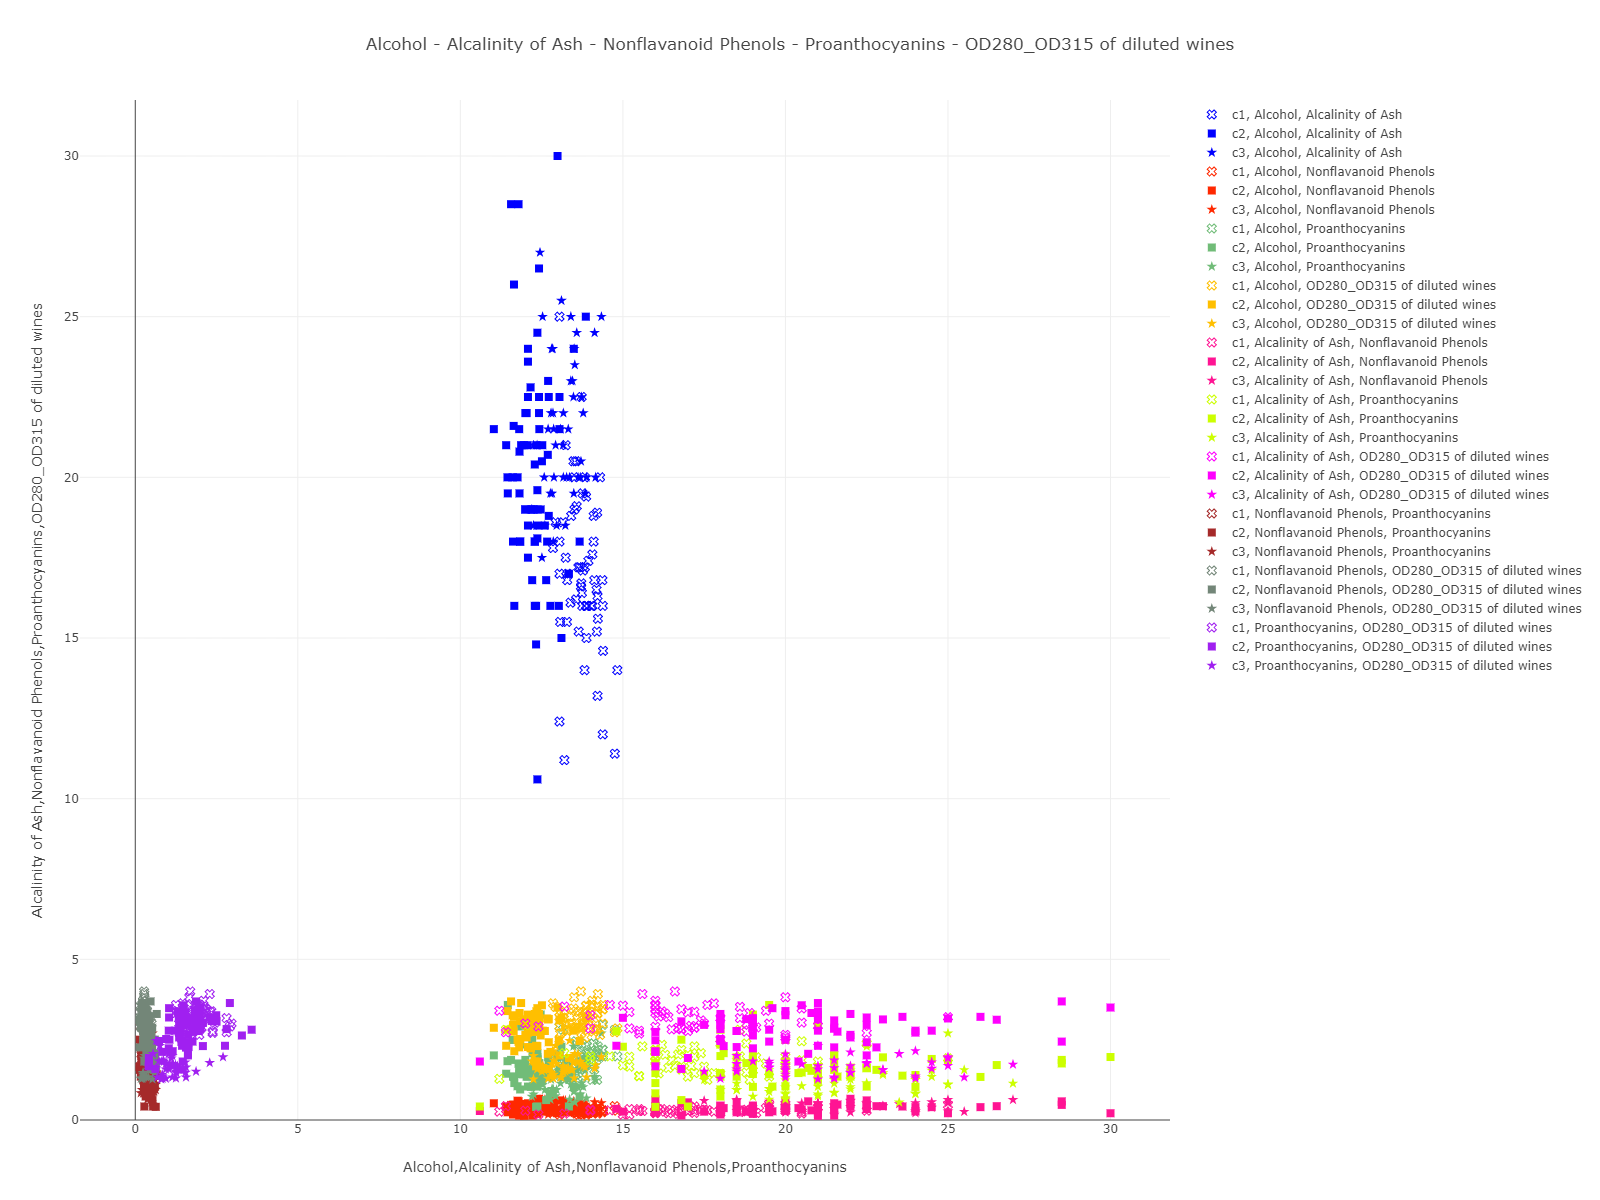 Alcohol - Alcalinity of Ash - Nonflavanoid Phenols - Proanthocyanins - OD280_OD315 of diluted wines
c1, Alcohol, Alcalinity of Ash
c2, Alcohol, Alcalinity of Ash
c3, Alcohol, Alcalinity of Ash
c1, Alcohol, Nonflavanoid Phenols
c2, Alcohol, Nonflavanoid Phenols
c3, Alcohol, Nonflavanoid Phenols
c1, Alcohol, Proanthocyanins
c2, Alcohol, Proanthocyanins
c3, Alcohol, Proanthocyanins
c1, Alcohol, OD280_OD315 of diluted wines
c2, Alcohol, OD280_OD315 of diluted wines
c3, Alcohol, OD280_OD315 of diluted wines
c1, Alcalinity of Ash, Nonflavanoid Phenols
c2, Alcalinity of Ash, Nonflavanoid Phenols
c3, Alcalinity of Ash, Nonflavanoid Phenols
c1, Alcalinity of Ash, Proanthocyanins
c2, Alcalinity of Ash, Proanthocyanins
c3, Alcalinity of Ash, Proanthocyanins
c1, Alcalinity of Ash, OD280_OD315 of diluted wines
c2, Alcalinity of Ash, OD280_OD315 of diluted wines
c3, Alcalinity of Ash, OD280_OD315 of diluted wines
c1, Nonflavanoid Phenols, Proanthocyanins
c2, Nonflavanoid Phenols, Proanthocyanins
c3, Nonflavanoid Phenols, Proanthocyanins
c1, Nonflavanoid Phenols, OD280_OD315 of diluted wines
c2, Nonflavanoid Phenols, OD280_OD315 of diluted wines
c3, Nonflavanoid Phenols, OD280_OD315 of diluted wines
c1, Proanthocyanins, OD280_OD315 of diluted wines
c2, Proanthocyanins, OD280_OD315 of diluted wines
c3, Proanthocyanins, OD280_OD315 of diluted wines
Alcalinity of Ash,Nonflavanoid Phenols,Proanthocyanins,OD280_OD315 of diluted wines
30
25
20
15
10
5
0
0 5 10 15 20 25 30
Alcohol,Alcalinity of Ash,Nonflavanoid Phenols,Proanthocyanins